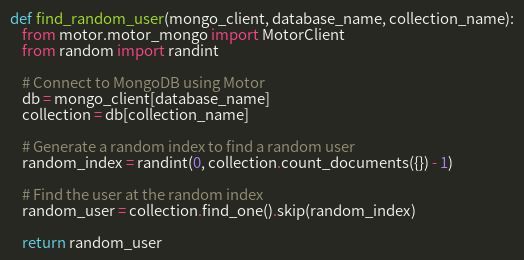 def find_random_user(mongo_client, database_name, collection_name):
    from motor.motor_mongo import MotorClient
    from random import randint

    # Connect to MongoDB using Motor
    db = mongo_client[database_name]
    collection = db[collection_name]

    # Generate a random index to find a random user
    random_index = randint(0, collection.count_documents({}) - 1)

    # Find the user at the random index
    random_user = collection.find_one().skip(random_index)

    return random_user